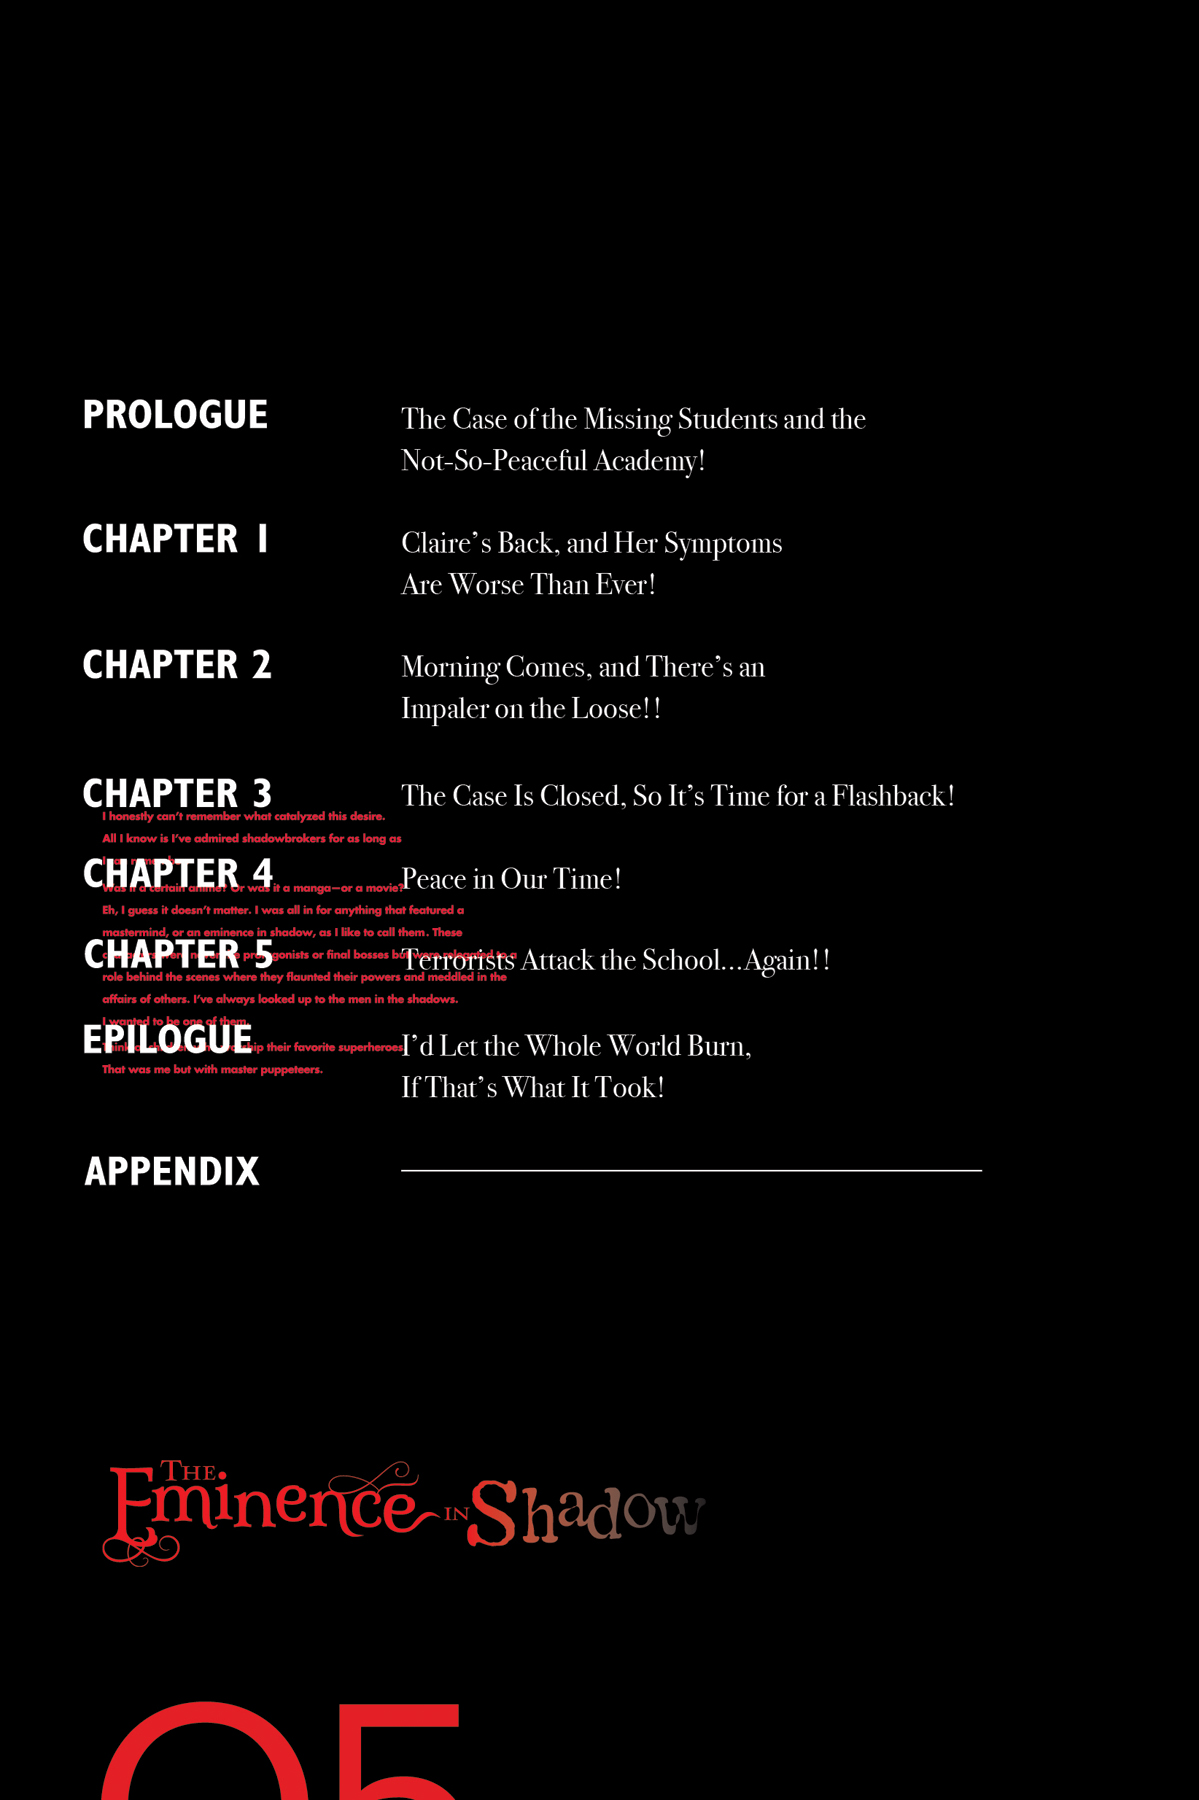 PROLOGUE
The Case of the Missing Students and the
Not-So-Peaceful Academy!
CHAPTER 1
Claire's Back, and Her Symptoms
Are Worse Than Ever!
CHAPTER 2
Morning Comes, and There's an
Impaler on the Loose!!
CHAPTER 3
The Case Is Closed, So It's Time for a Flashback!
I honestly can't remember what catalyzed this desire.
All I know is I've admired shadowbrokers for as long as
CHAPTER 4
Peace in Our Time!
Was it a certain anime? Or was it a manga—or a movie?
Eh, I guess it doesn't matter. I was all in for anything that featured a
mastermind, or an eminence in shadow, as I like to call them. These
CHAPTER 5
Terrorists Attack the School...Again!!
protagonists or final bosses but were relegated to a
role behind the scenes where they flaunted their powers and meddled in the
affairs of others. I've always looked up to the men in the shadows.
I wanted to be one of them.
EPILOGUE
I'd Let the Whole World Burn,
If That's What It Took!
their favorite superheroes.
That was me but with master puppeteers.
APPENDIX
THE
Eminence IN Shadow
05